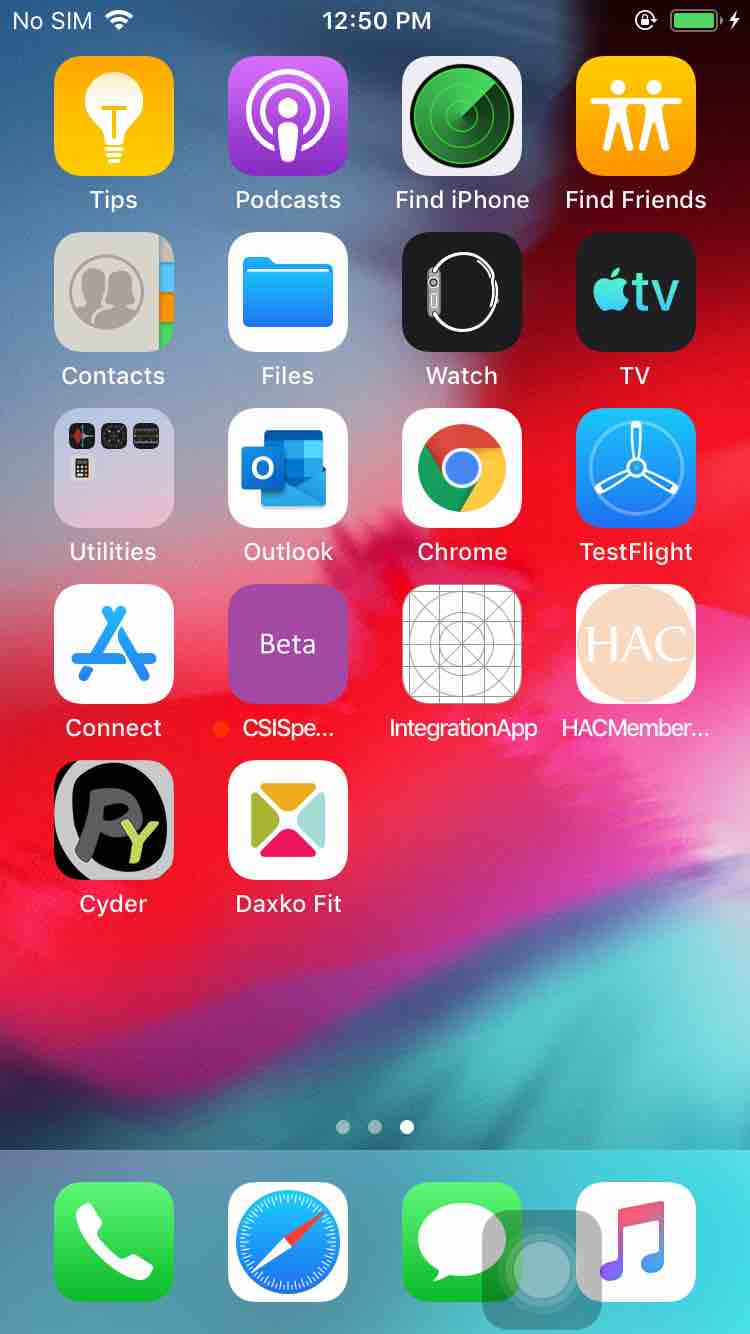 No SIM 12:50 PM
Tips Podcasts Find iPhone Find Friends
tv
Contacts Files Watch TV
O
Utilities Outlook Chrome TestFlight
Beta HAC
Connect CSISpe... IntegrationApp HACMember...
PY
Cyder Daxko Fit